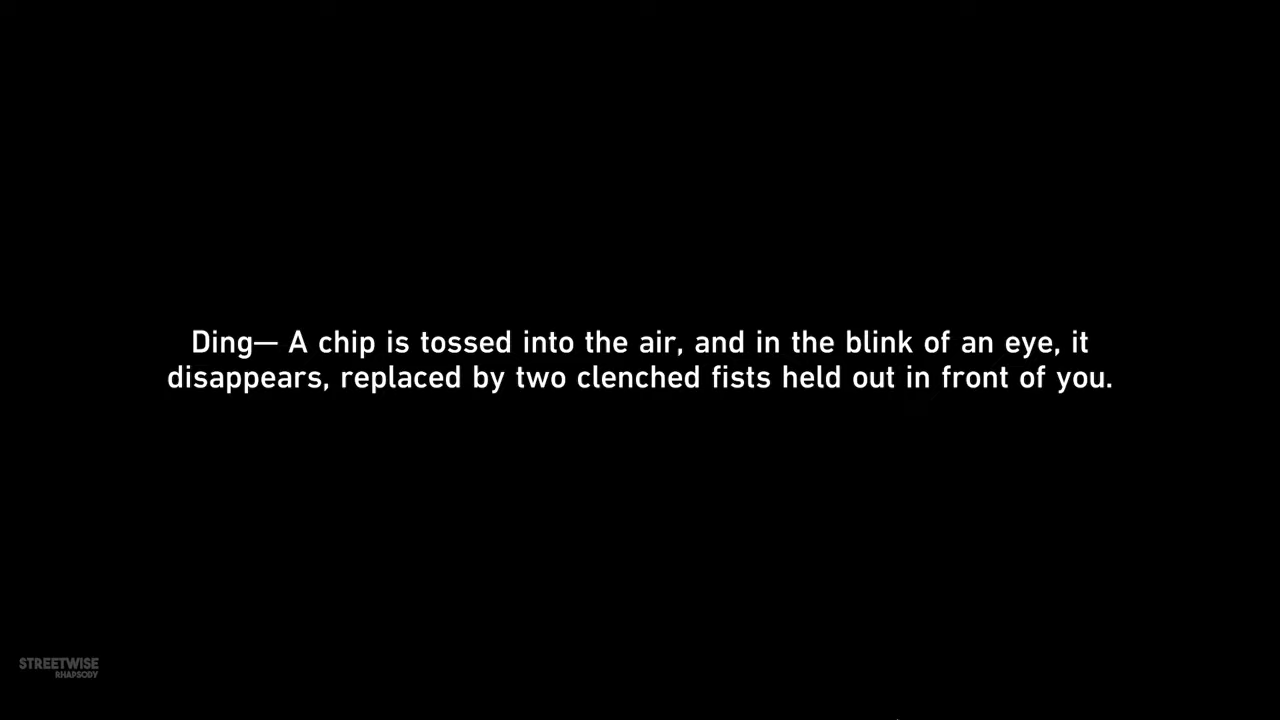 Ding— A chip is tossed into the air, and in the blink of an eye, it
disappears, replaced by two clenched fists held out in front of you.
STREETWISE
RHAPSODY